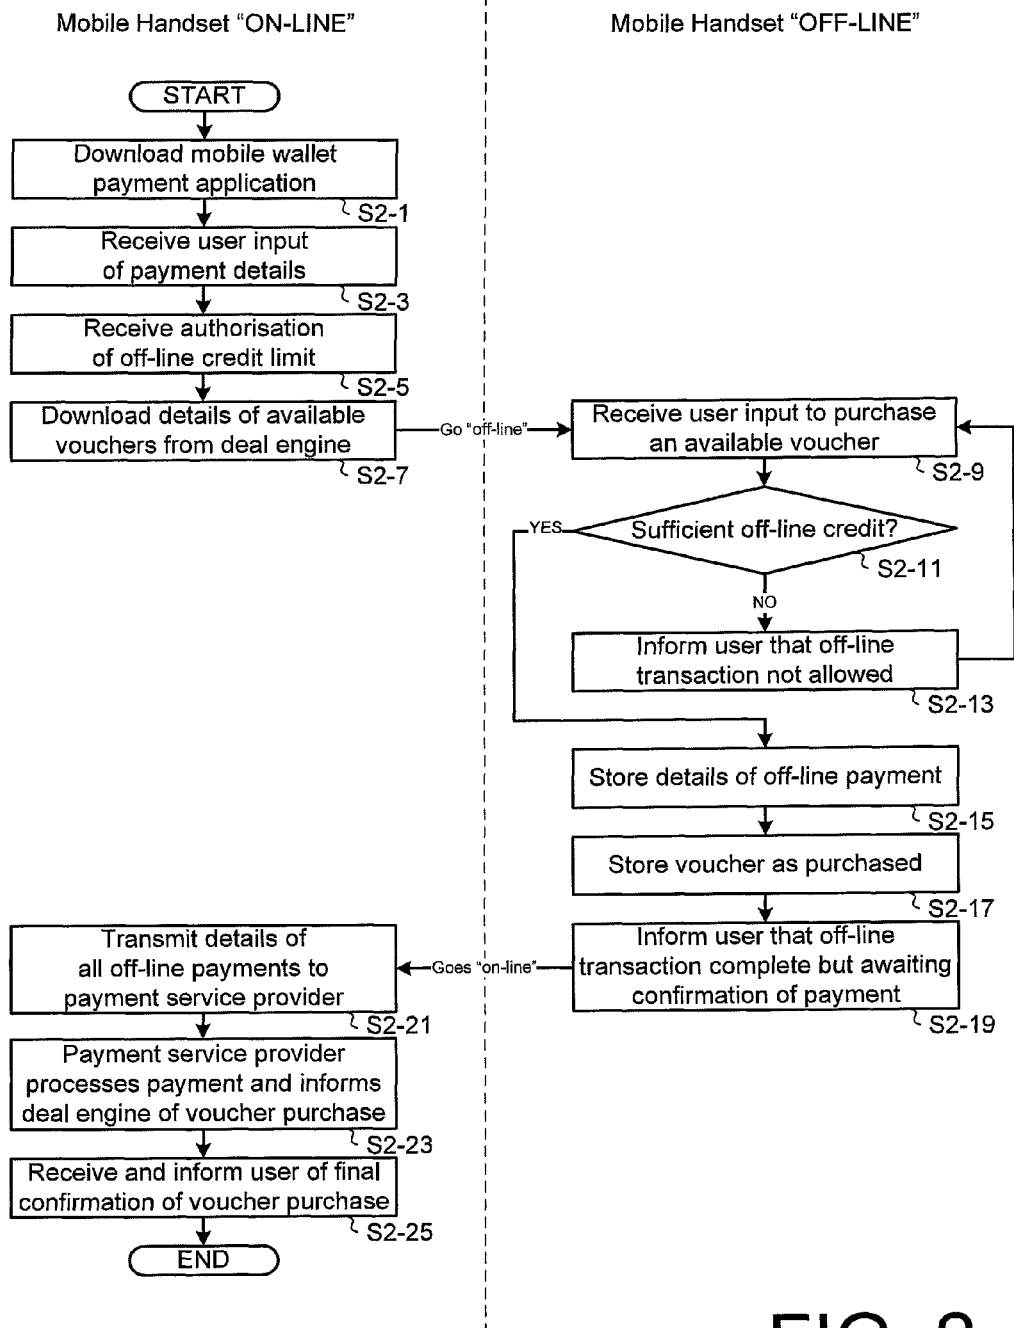 Mobile Handset “ON-LINE”
Mobile Handset “OFF-LINE”
START
Download mobile wallet
payment application
S2-1
Receive user input
of payment details
S2-3
Receive authorisation
of off-line credit limit
S2-5
Download details of available
vouchers from deal engine
S2-7
Go “off-line”
Receive user input to purchase
an available voucher
S2-9
YES
Sufficient off-line credit?
S2-11
NO
Inform user that off-line
transaction not allowed
S2-13
Store details of off-line payment
S2-15
Store voucher as purchased
S2-17
Inform user that off-line
transaction complete but awaiting
confirmation of payment
S2-19
Goes “on-line”
Transmit details of
all off-line payments to
payment service provider
S2-21
Payment service provider
processes payment and informs
deal engine of voucher purchase
S2-23
Receive and inform user of final
confirmation of voucher purchase
S2-25
END
FIG.